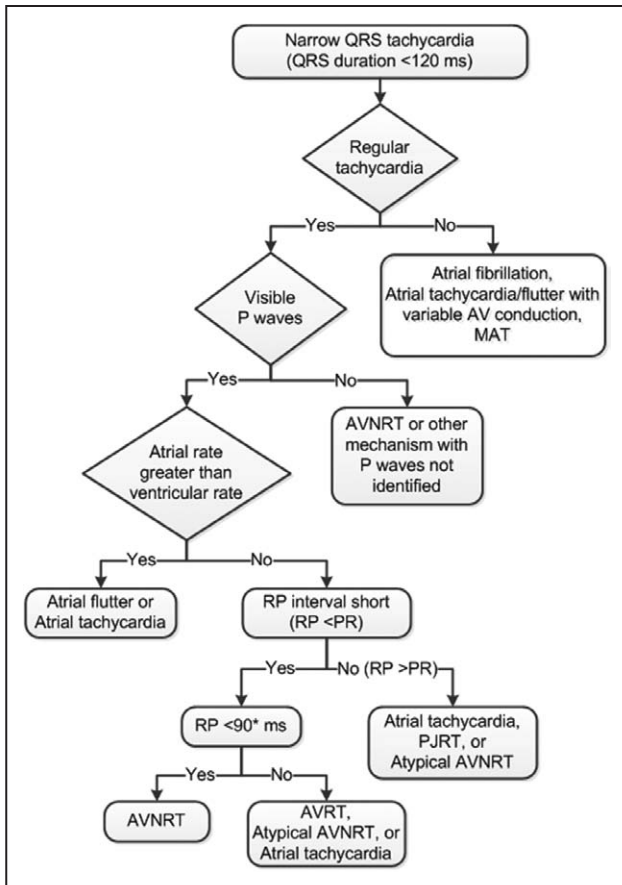 Narrow QRS tachycardia
(QRS duration <120 ms)
Regular
tachycardia
Yes
No
Visible
P waves
Atrial fibrillation,
Atrial tachycardia/flutter with
variable AV conduction,
MAT
Yes
No
Atrial rate
greater than
ventricular rate
AVNRT or other
mechanism with
P waves not
identified
Yes
No
Atrial flutter or
Atrial tachycardia
RP interval short
(RP <PR)
Yes
No (RP >PR)
RP <90* ms
Atrial tachycardia,
PJRT, or
Atypical AVNRT
Yes
No
AVNRT
AVRT,
Atypical AVNRT, or
Atrial tachycardia